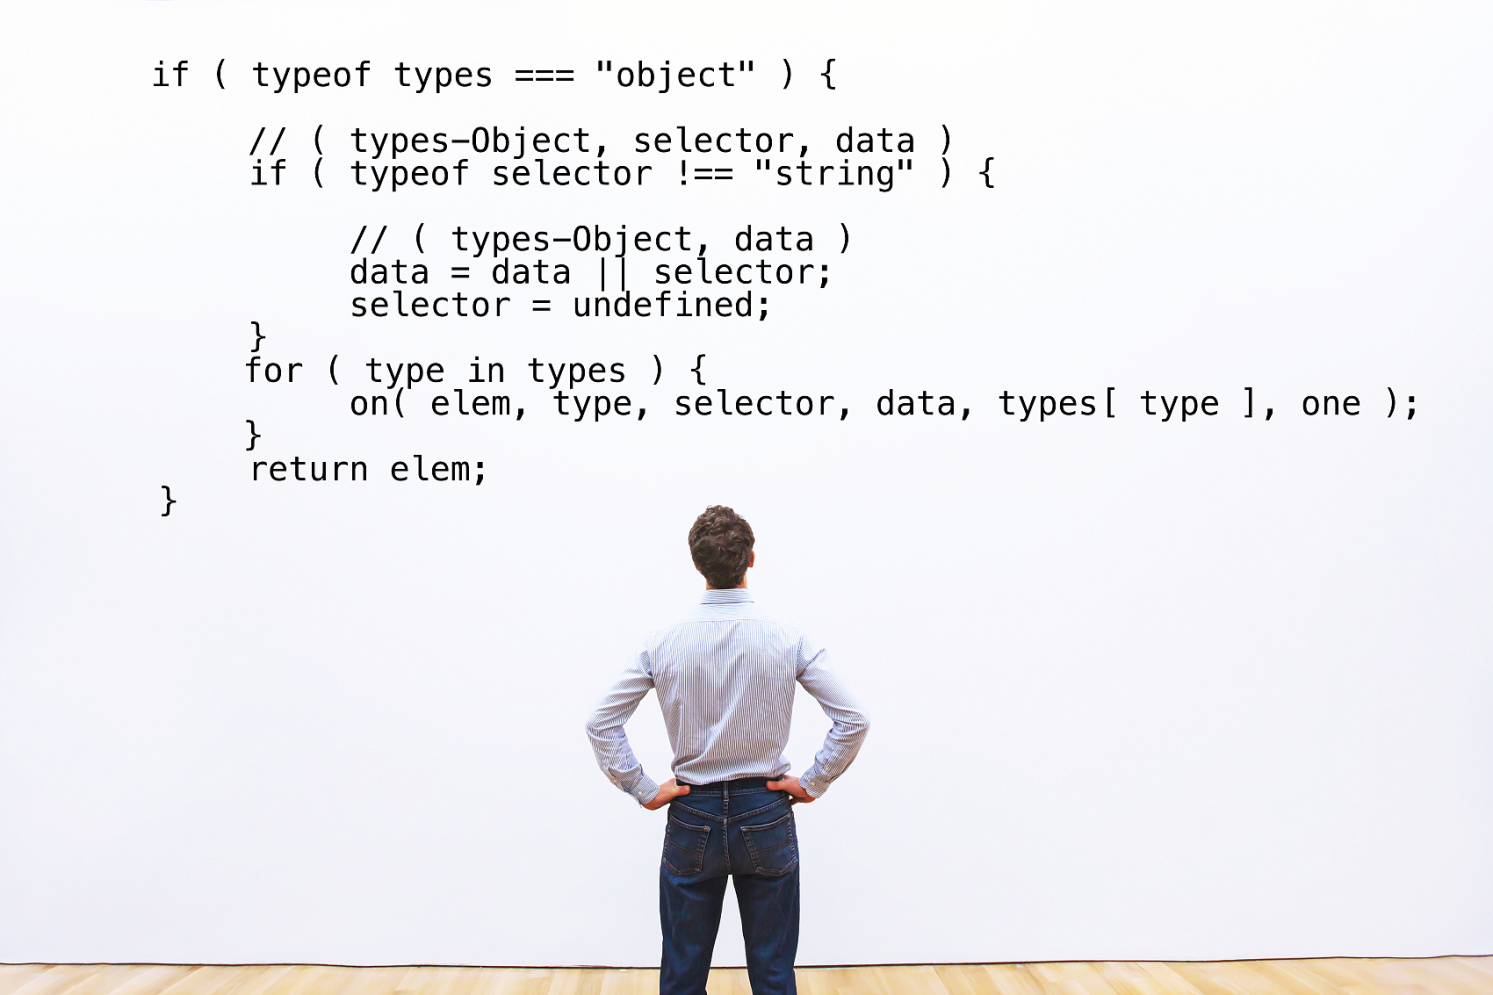 if ( typeof types === "object" ) {
// ( types-Object, selector, data )
if ( typeof selector !== "string" ) {
// ( types-Object, data )
data = data || selector;
selector = undefined;
}
for ( type in types ) {
on( elem, type, selector, data, types[ type ], one );
}
return elem;
}